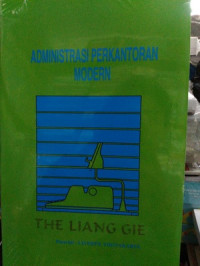 ADMINISTRASI PERKANTORAN
MODERN
THE LIANG GIE